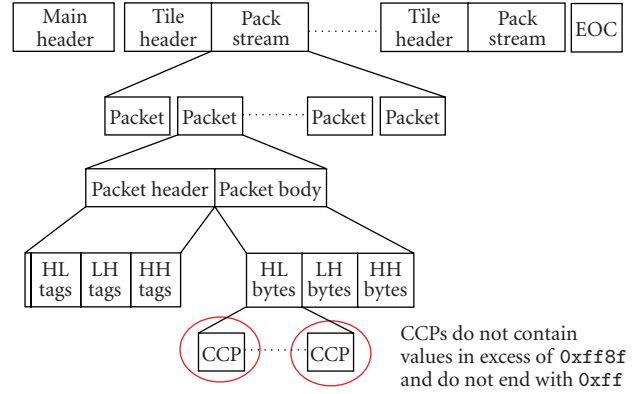 Main
header
Tile
header
Pack
stream
Tile
header
Pack
stream
EOC
Packet
Packet
Packet
Packet
Packet header
Packet body
HL
tags
LH
tags
HH
tags
HL
bytes
LH
bytes
HH
bytes
CCP
CCP
CCPs do not contain
values in excess of 0xff8f
and do not end with 0xff